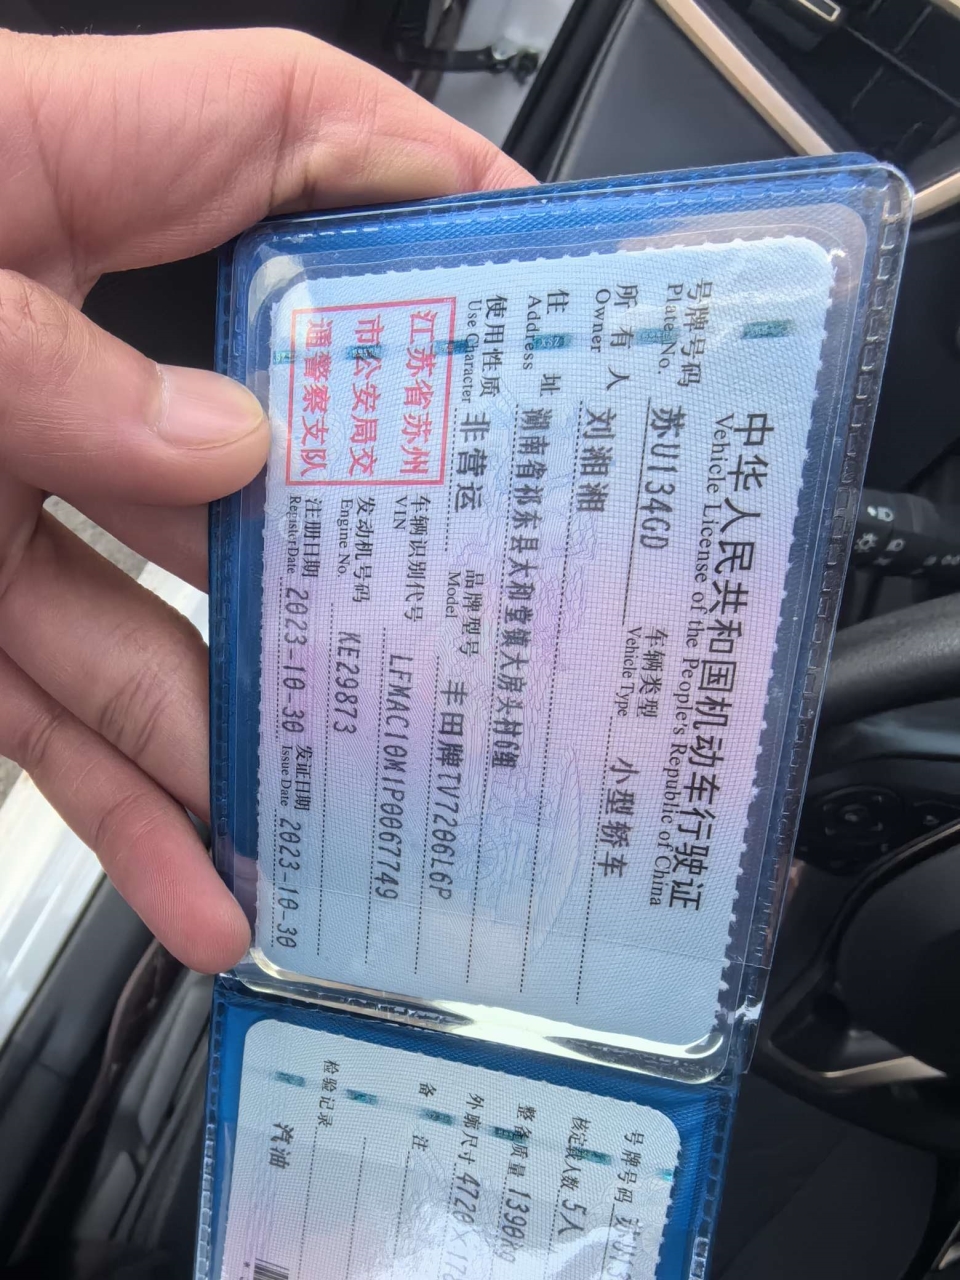 中华人民共和国机动车行驶证
Vehicle License of the People's Republic of China
号牌号码 苏U134GD 车辆类型 小型轿车
Plate No. Vehicle Type
所有人 刘湘湘
Owner
住址 湖南省祁东县太和堂镇大房头村6组
Address
使用性质 非营运 品牌型号 丰田牌TV7206L6P
Use Character Model
江苏省苏州
市公安局交
通警察支队
车辆识别代号 LFMAC10M1P0067749
VIN
发动机号码 KE29873
Engine No.
注册日期 2023-10-30 发证日期 2023-10-30
Register Date Issue Date
号牌号码
核定载人数 5人
整备质量 1390kg
外廓尺寸 4720×178
备注
检验记录
汽油